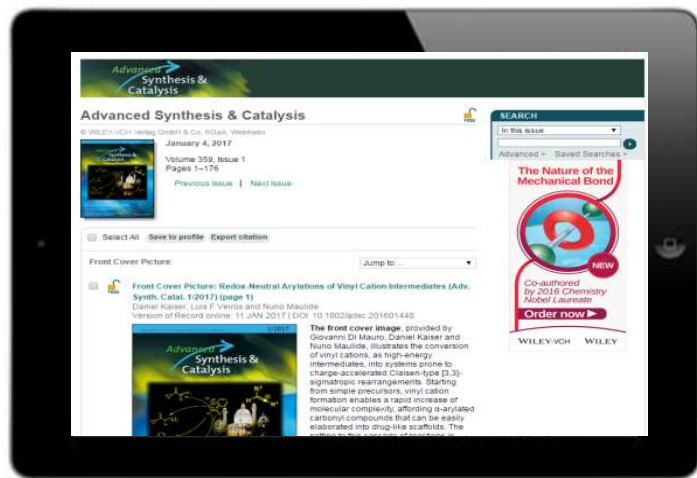 Advanced
Synthesis &
Catalysis
Advanced Synthesis & Catalysis
FREE
© WILEY-VCH Verlag GmbH & Co. KGaA, Weinheim
January 4, 2017
Volume 359, Issue 1
Pages 1–176
Previous Issue | Next Issue
SEARCH
In this issue
Advanced > Saved Searches >
Select All Save to profile Export citation
Front Cover Picture
Jump to…
FREE
Front Cover Picture: Redox-Neutral Arylations of Vinyl Cation Intermediates (Adv.
Synth. Catal. 1/2017) (page 1)
Daniel Kaiser, Luis F Veiros and Nuno Maulide
Version of Record online: 11 JAN 2017 | DOI: 10.1002/adsc.201601440
1/2017
Advanced
Synthesis &
Catalysis
The front cover image, provided by
Giovanni Di Mauro, Daniel Kaiser and
Nuno Maulide, illustrates the conversion
of vinyl cations, as high-energy
intermediates, into systems prone to
charge-accelerated Claisen-type [3,3]-
sigmatropic rearrangements. Starting
from simple precursors, vinyl cation
formation enables a rapid increase of
molecular complexity, affording α-arylated
carbonyl compounds that can be easily
elaborated into drug-like scaffolds. The
The Nature of the
Mechanical Bond
NEW
Co-authored
by 2016 Chemistry
Nobel Laureate
Order now
WILEY-VCH WILEY